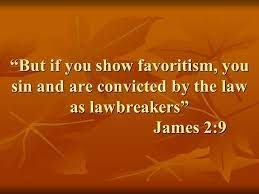 “But if you show favoritism, you
sin and are convicted by the law
as lawbreakers”
James 2:9